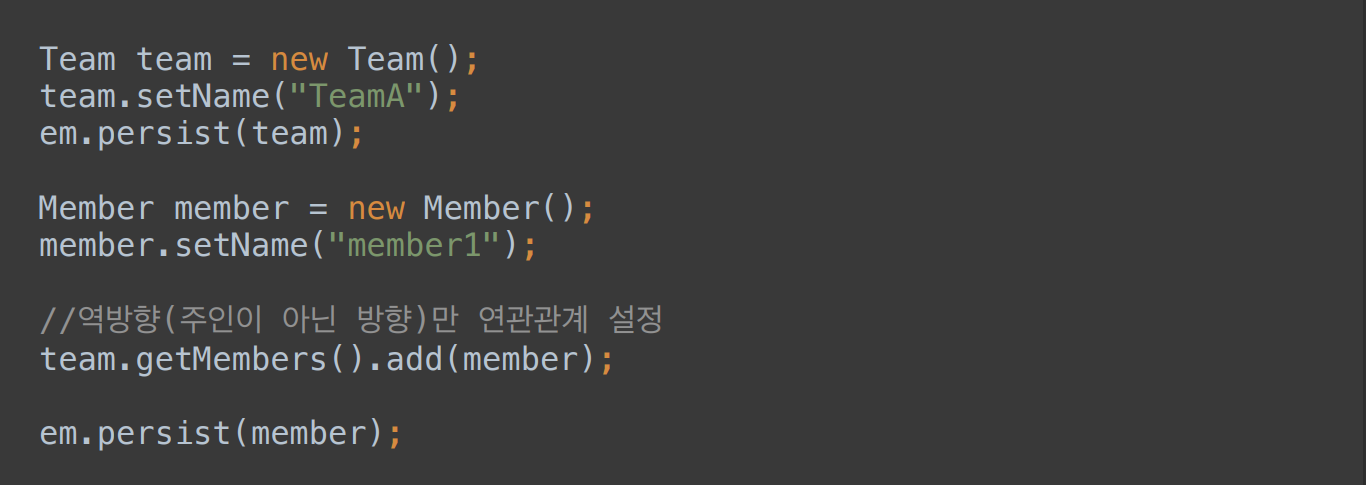 Team team = new Team();
team.setName("TeamA");
em.persist(team);
Member member = new Member();
member.setName("member1");
//역방향(주인이 아닌 방향)만 연관관계 설정
team.getMembers().add(member);
em.persist(member);